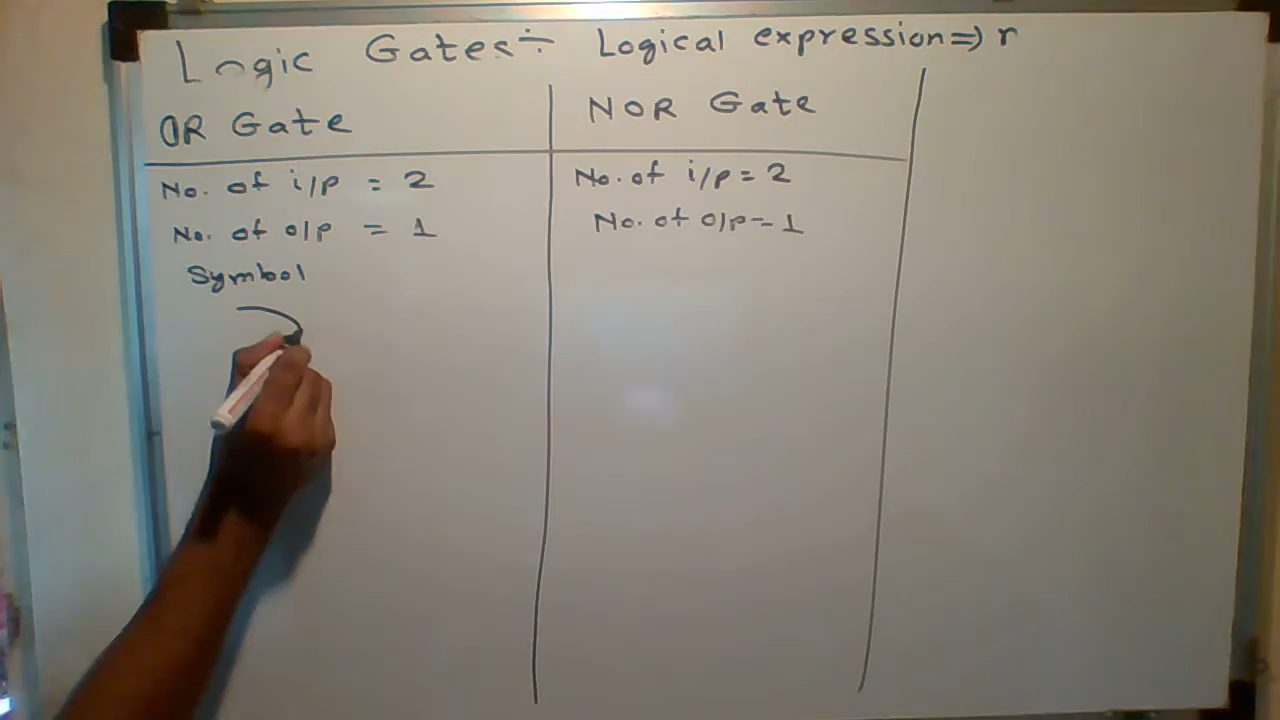 Logic Gates÷ Logical expression⇒ r
OR Gate
No. of i/p = 2
No. of o/p = 1
Symbol
NOR Gate
No. of i/p = 2
No. of o/p = 1